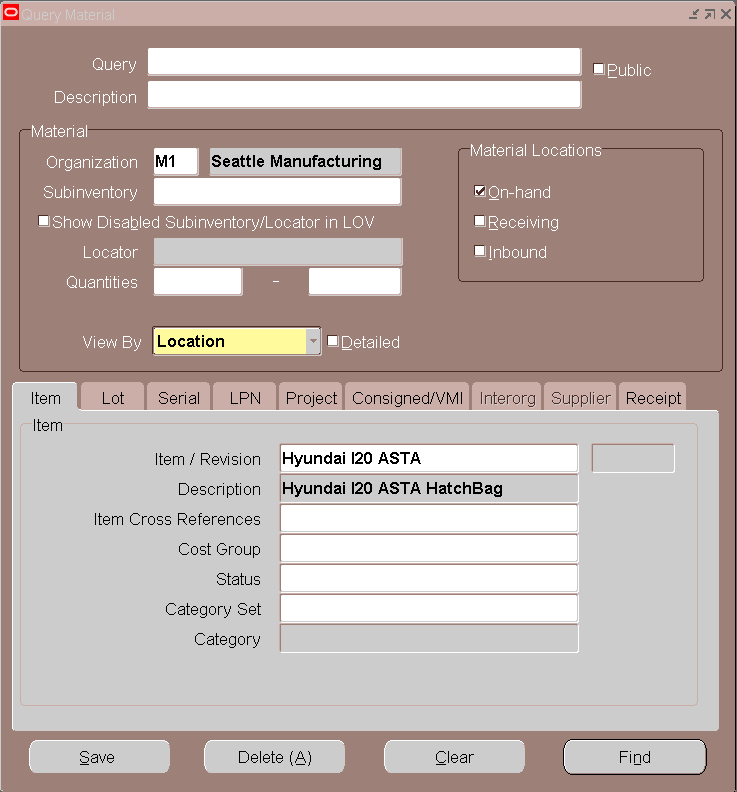 Query Material
Query
Public
Description
Material
Organization M1 Seattle Manufacturing
Material Locations
Subinventory
On-hand
Show Disabled Subinventory/Locator in LOV
Receiving
Locator
Inbound
Quantities -
View By Location Detailed
Item Lot Serial LPN Project Consigned/VMI Interorg Supplier Receipt
Item
Item / Revision Hyundai I20 ASTA
Description Hyundai I20 ASTA HatchBag
Item Cross References
Cost Group
Status
Category Set
Category
Save Delete (A) Clear Find